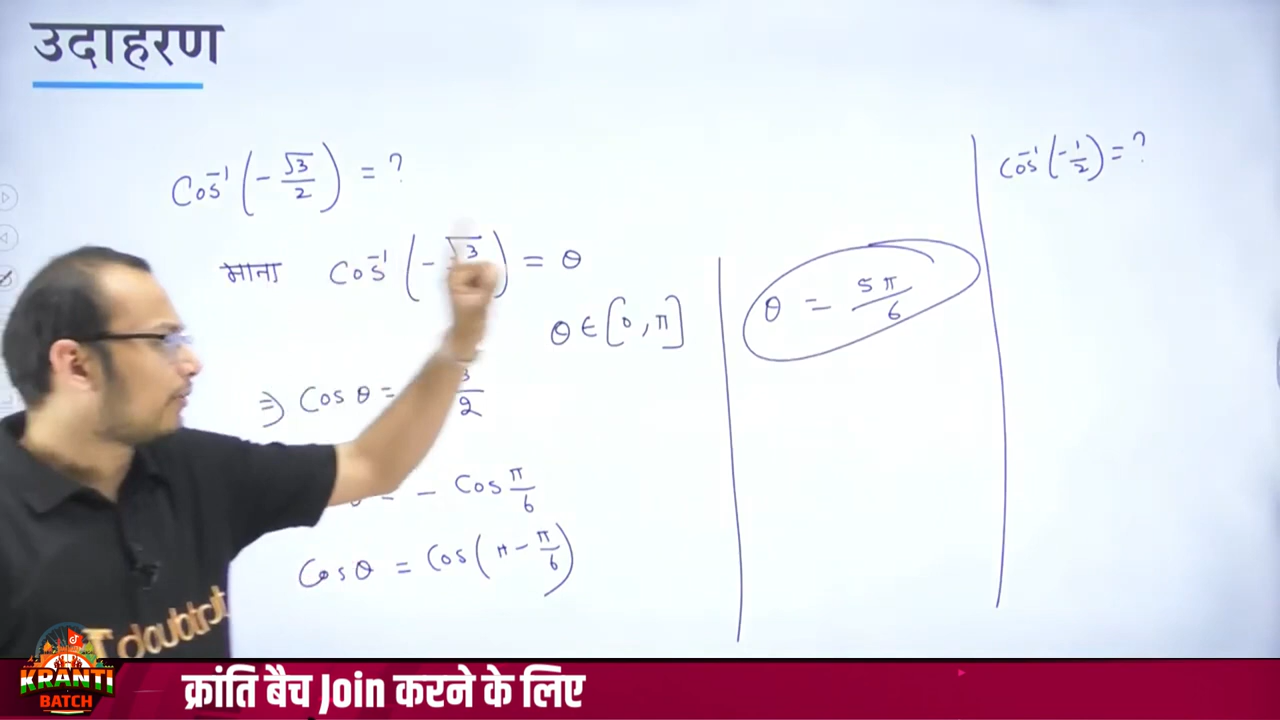 उदाहरण
Cos⁻¹(-√3/2) = ?
माना Cos⁻¹(-√3) = θ
θ ∈ [0, π]
⇒ Cos θ = 3/2
= - Cos π/6
Cos θ = Cos(π - π/6)
θ = 5π/6
Cos⁻¹(-1/2) = ?
doubtnut
KRANTI
BATCH
क्रांति बैच Join करने के लिए